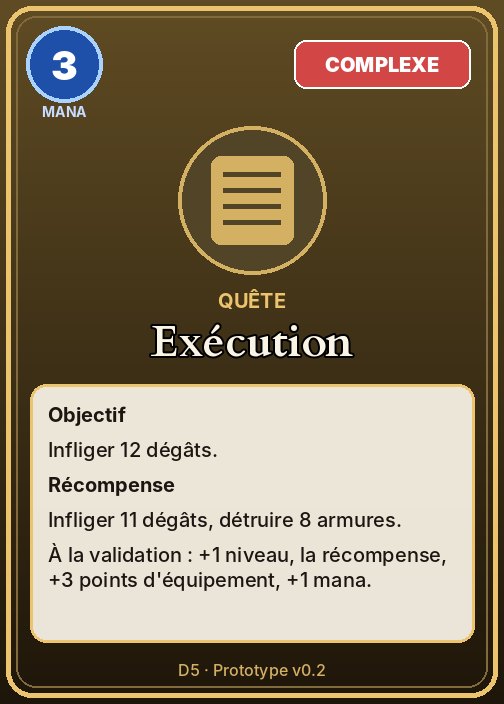 3
MANA
COMPLEXE
QUÊTE
Exécution
Objectif
Infliger 12 dégâts.
Récompense
Infliger 11 dégâts, détruire 8 armures.
À la validation : +1 niveau, la récompense,
+3 points d'équipement, +1 mana.
D5 · Prototype v0.2